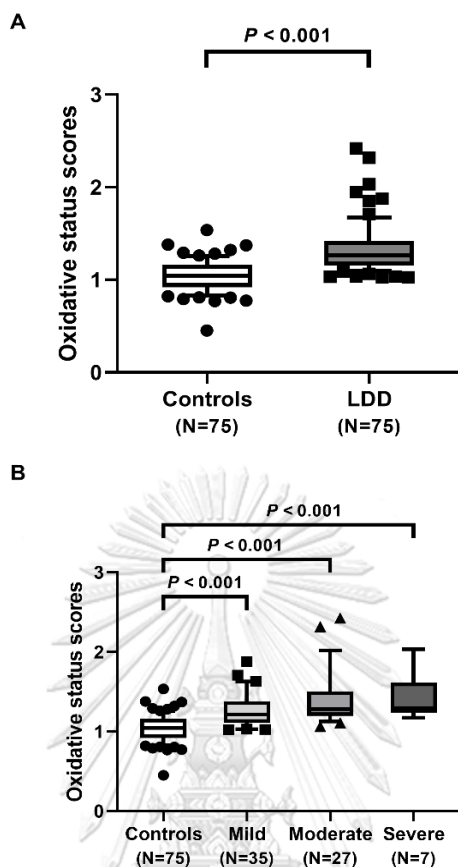 A
P < 0.001
3
2
1
0
Oxidative status scores
Controls LDD
(N=75) (N=75)
B
P < 0.001
P < 0.001
P < 0.001
3
2
1
0
Oxidative status scores
Controls Mild Moderate Severe
(N=75) (N=35) (N=27) (N=7)